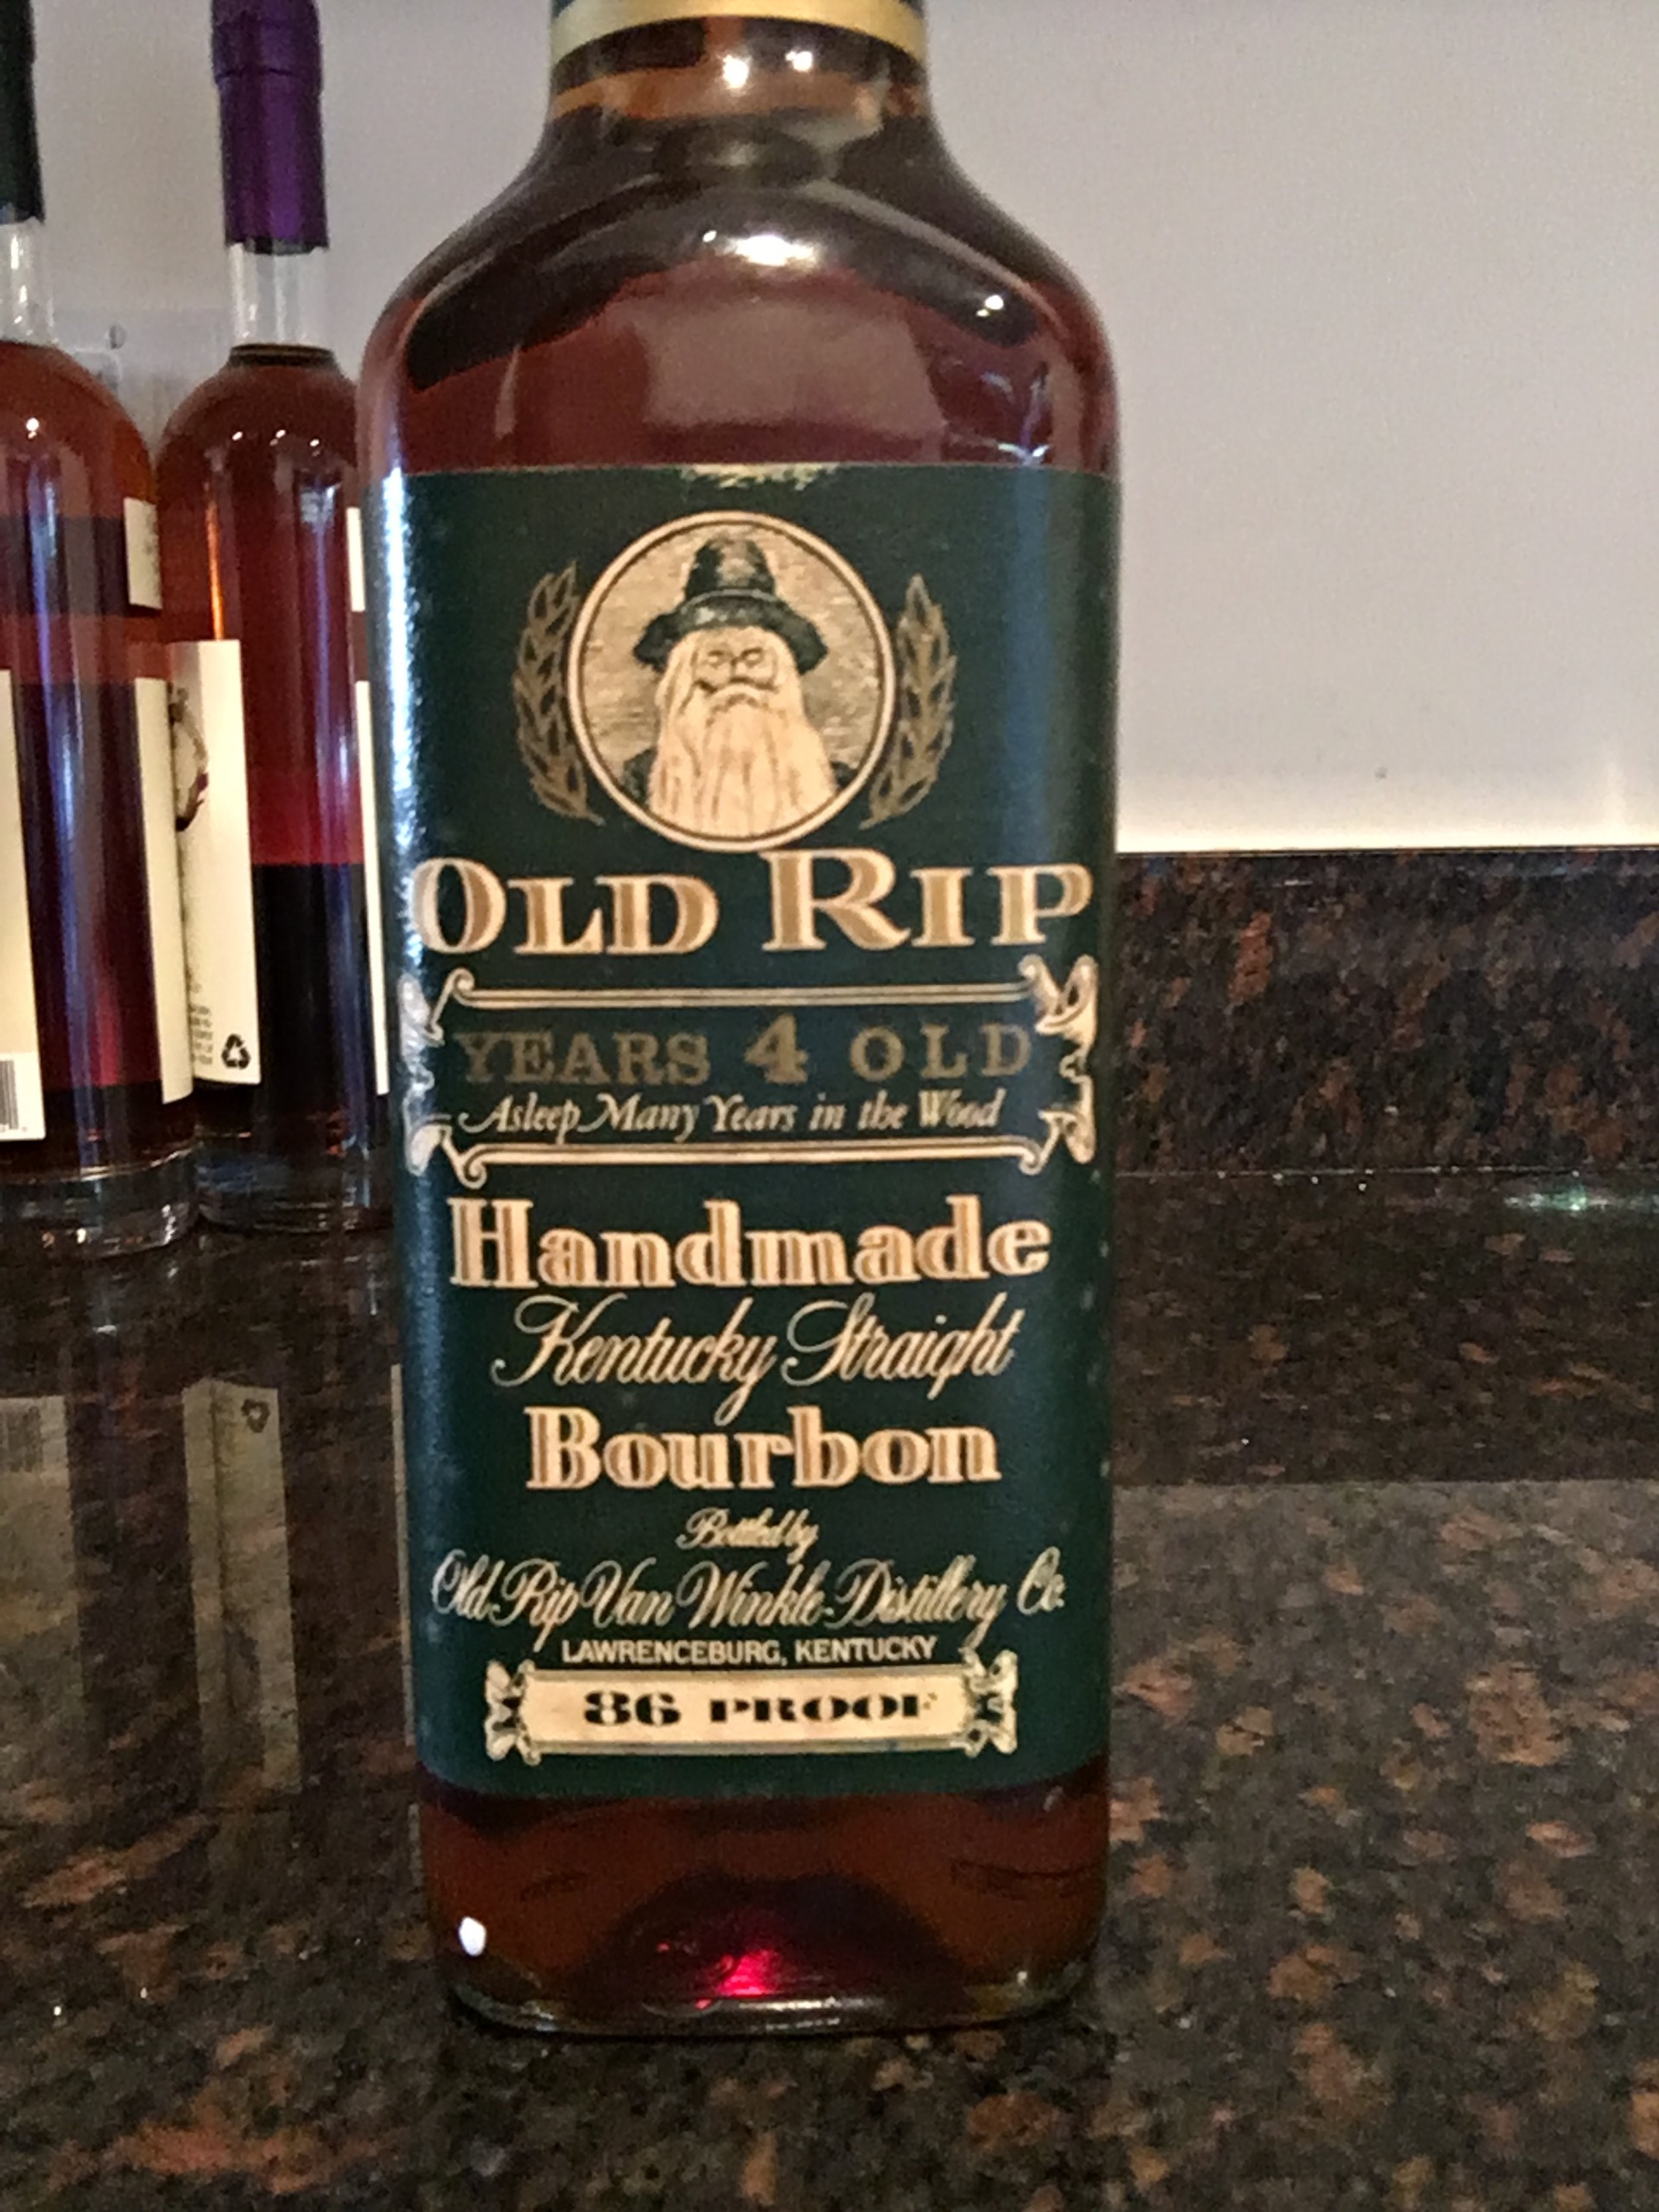 OLD RIP
YEARS 4 OLD
Asleep Many Years in the Wood
Handmade
Kentucky Straight
Bourbon
Bottled by
Old Rip Van Winkle Distillery Co.
LAWRENCEBURG, KENTUCKY
86 PROOF